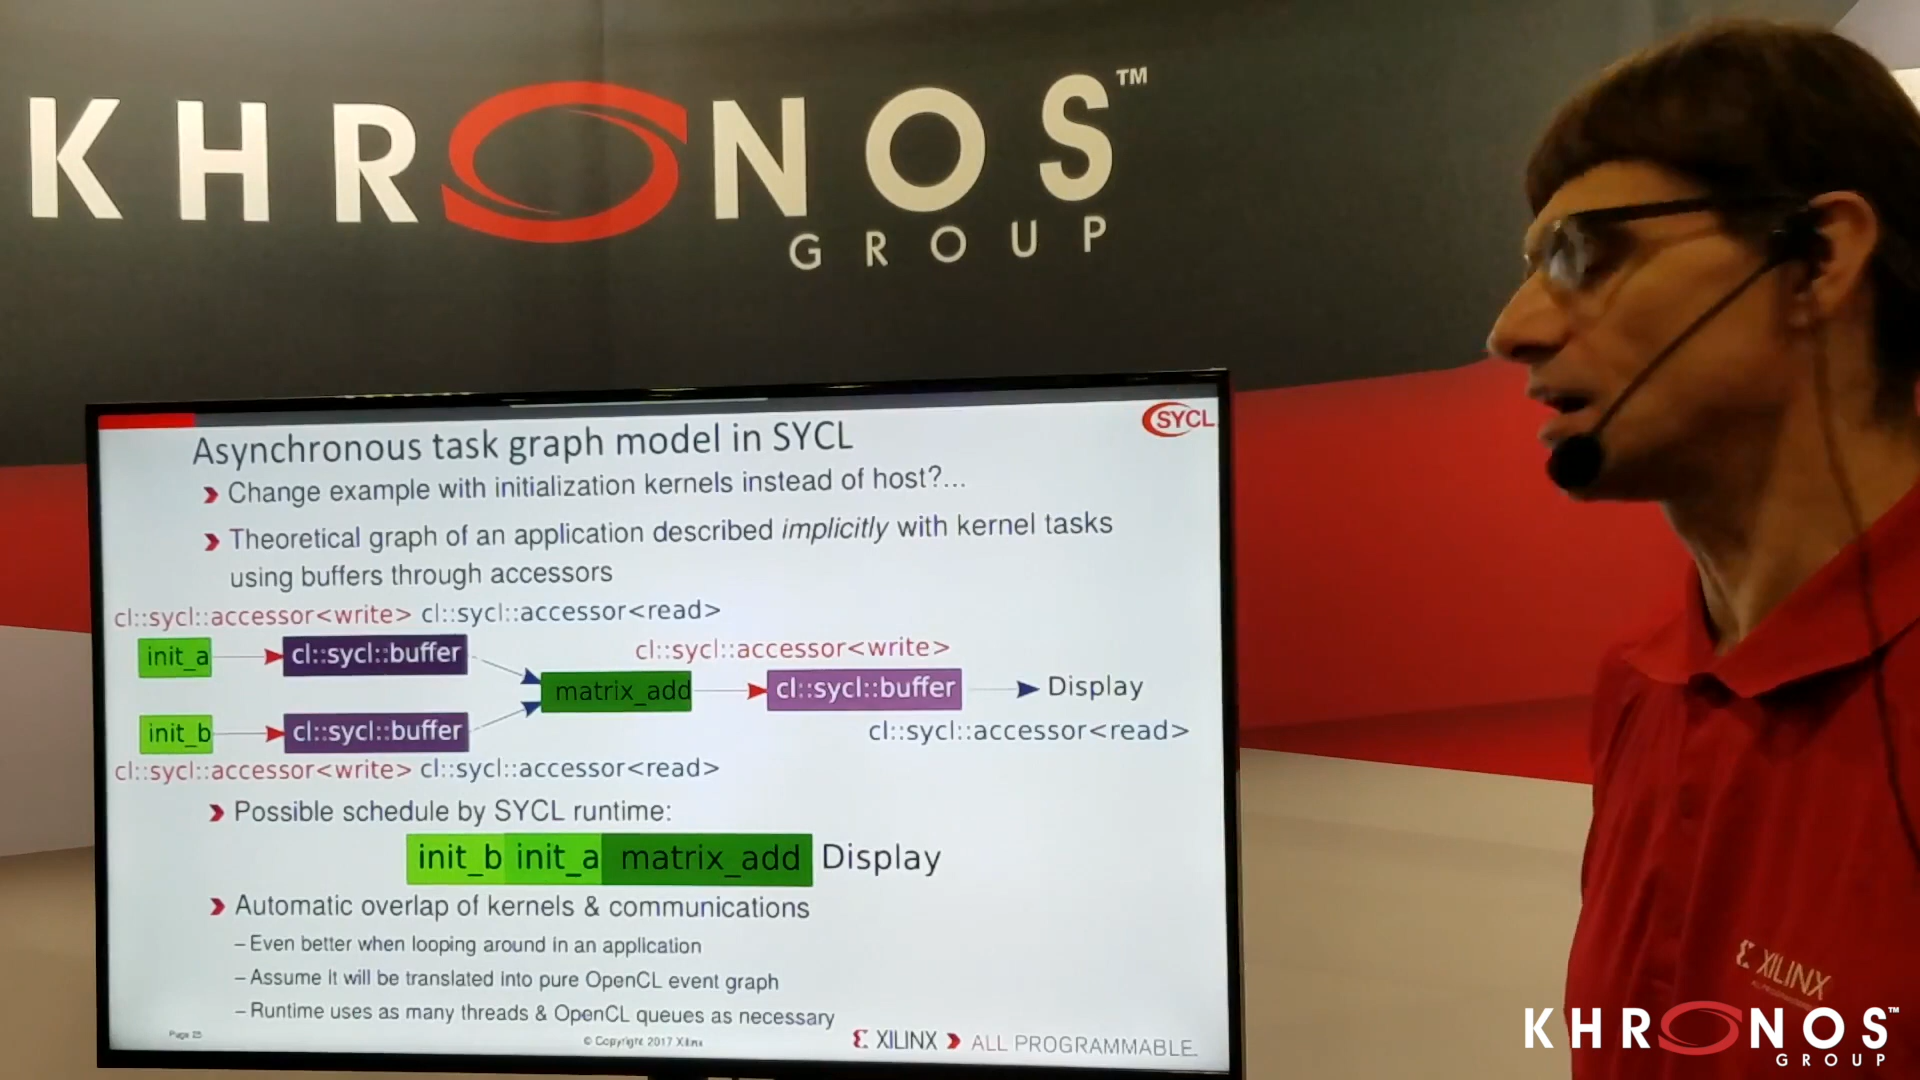 KHRONOS™
GROUP
SYCL
Asynchronous task graph model in SYCL
Change example with initialization kernels instead of host?...
Theoretical graph of an application described implicitly with kernel tasks
using buffers through accessors
cl::sycl::accessor<write> cl::sycl::accessor<read>
init_a
cl::sycl::buffer
cl::sycl::accessor<write>
matrix_add
cl::sycl::buffer
Display
init_b
cl::sycl::buffer
cl::sycl::accessor<read>
cl::sycl::accessor<write> cl::sycl::accessor<read>
Possible schedule by SYCL runtime:
init_b init_a matrix_add Display
Automatic overlap of kernels & communications
– Even better when looping around in an application
– Assume it will be translated into pure OpenCL event graph
– Runtime uses as many threads & OpenCL queues as necessary
Page 25
© Copyright 2017 Xilinx
XILINX ALL PROGRAMMABLE
XILINX
KHRONOS™
GROUP